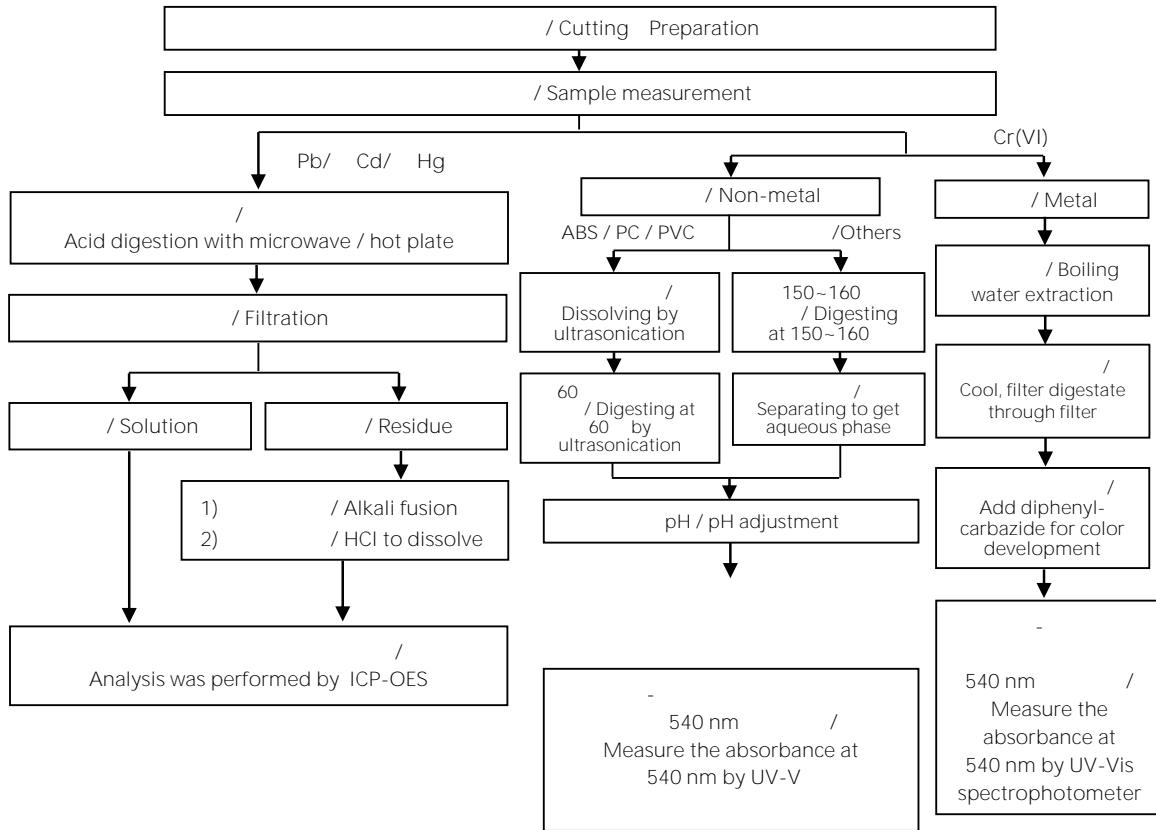 / Cutting Preparation
/ Sample measurement
Pb/ Cd/ Hg
Cr(VI)
/
Acid digestion with microwave / hot plate
/ Filtration
/ Solution
/ Residue
1) / Alkali fusion
2) / HCl to dissolve
/
Analysis was performed by ICP-OES
/ Non-metal
ABS / PC / PVC
/Others
/
Dissolving by
ultrasonication
150~160
/ Digesting
at 150~160
60
/ Digesting at
60 by
ultrasonication
/
Separating to get
aqueous phase
pH / pH adjustment
-
540 nm /
Measure the absorbance at
540 nm by UV-V
/ Metal
/ Boiling
water extraction
/
Cool, filter digestate
through filter
/
Add diphenyl-
carbazide for color
development
-
540 nm /
Measure the
absorbance at
540 nm by UV-Vis
spectrophotometer